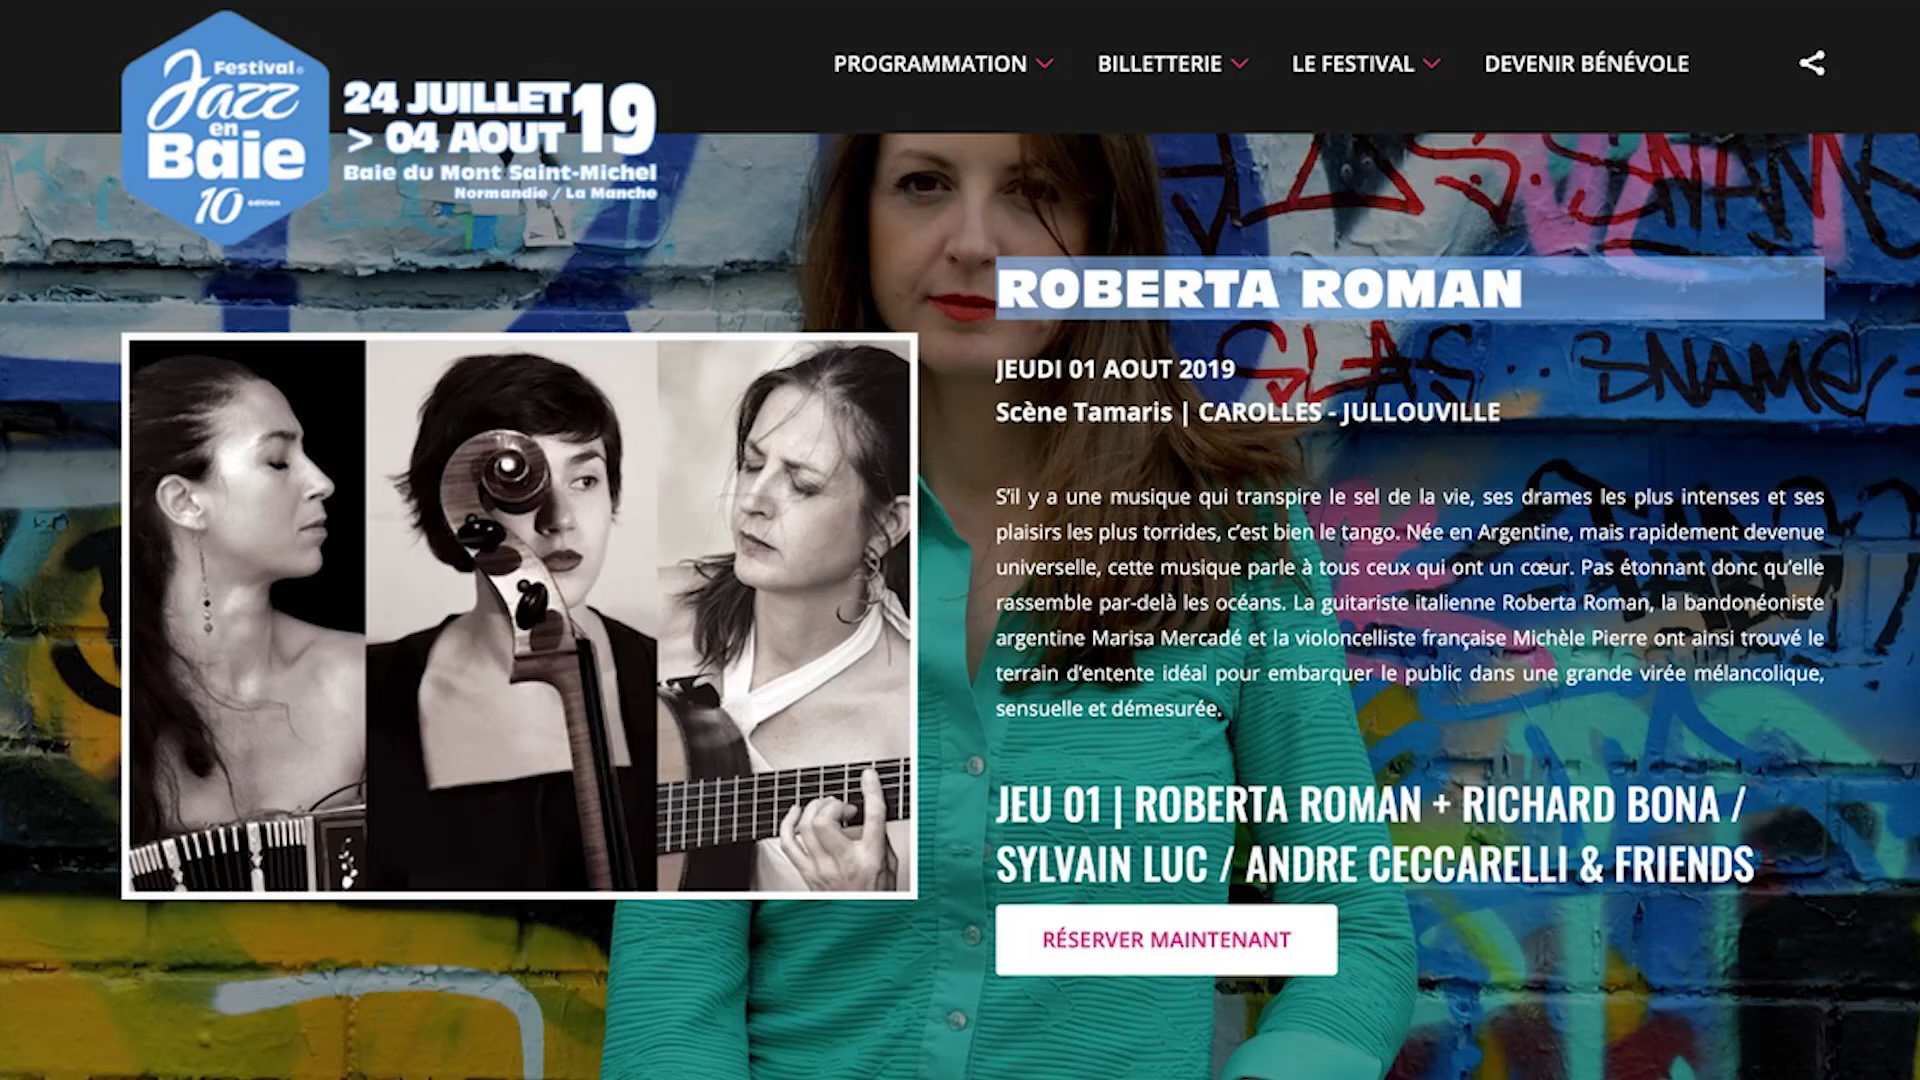 Festival
Jazz
en
Baie
10 édition
24 JUILLET
> 04 AOUT
19
Baie du Mont Saint-Michel
Normandie / La Manche
PROGRAMMATION
BILLETTERIE
LE FESTIVAL
DEVENIR BÉNÉVOLE
ROBERTA ROMAN
JEUDI 01 AOUT 2019
Scène Tamaris | CAROLLES - JULLOUVILLE
S'il y a une musique qui transpire le sel de la vie, ses drames les plus intenses et ses
plaisirs les plus torrides, c'est bien le tango. Née en Argentine, mais rapidement devenue
universelle, cette musique parle à tous ceux qui ont un cœur. Pas étonnant donc qu'elle
rassemble par-delà les océans. La guitariste italienne Roberta Roman, la bandonéoniste
argentine Marisa Mercadé et la violoncelliste française Michèle Pierre ont ainsi trouvé le
terrain d'entente idéal pour embarquer le public dans une grande virée mélancolique,
sensuelle et démesurée.
JEU 01 | ROBERTA ROMAN + RICHARD BONA /
SYLVAIN LUC / ANDRE CECCARELLI & FRIENDS
RÉSERVER MAINTENANT